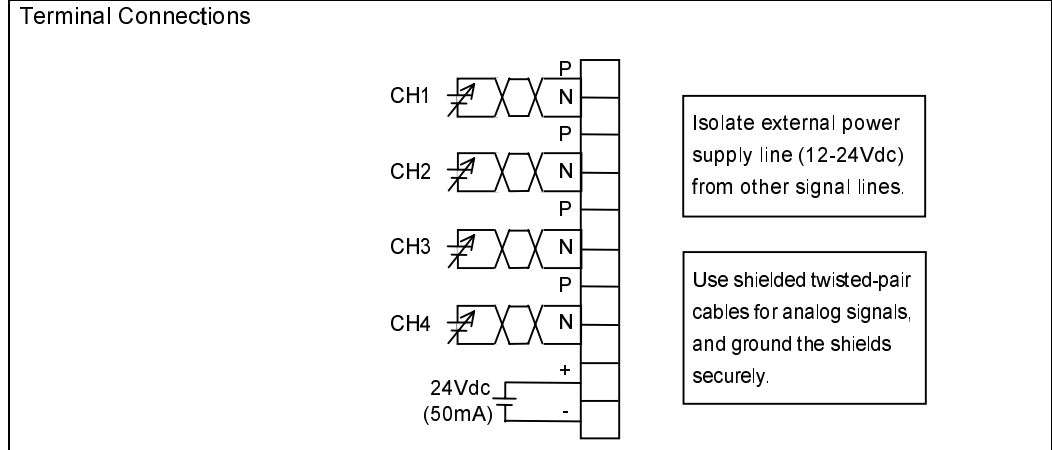 Terminal Connections
P
CH1 N
P
CH2 N
P
CH3 N
P
CH4 N
+
24Vdc
(50mA) -
Isolate external power
supply line (12-24Vdc)
from other signal lines.
Use shielded twisted-pair
cables for analog signals,
and ground the shields
securely.